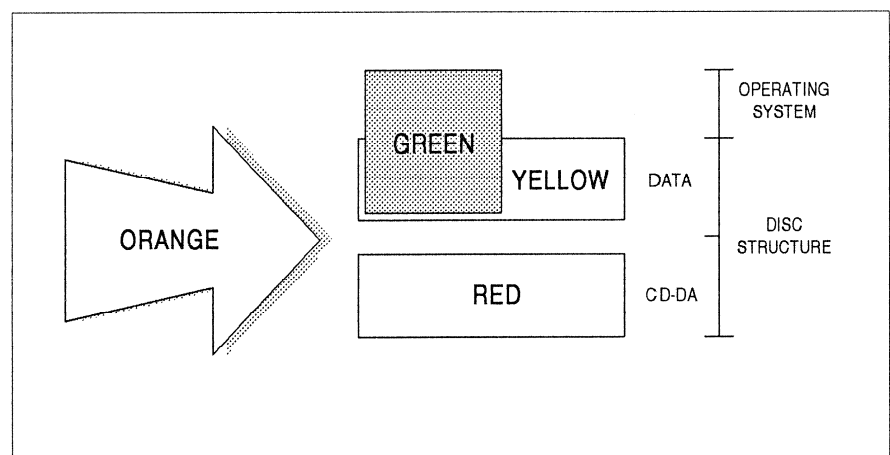 OPERATING
SYSTEM
GREEN
YELLOW
DATA
ORANGE
DISC
STRUCTURE
RED
CD-DA